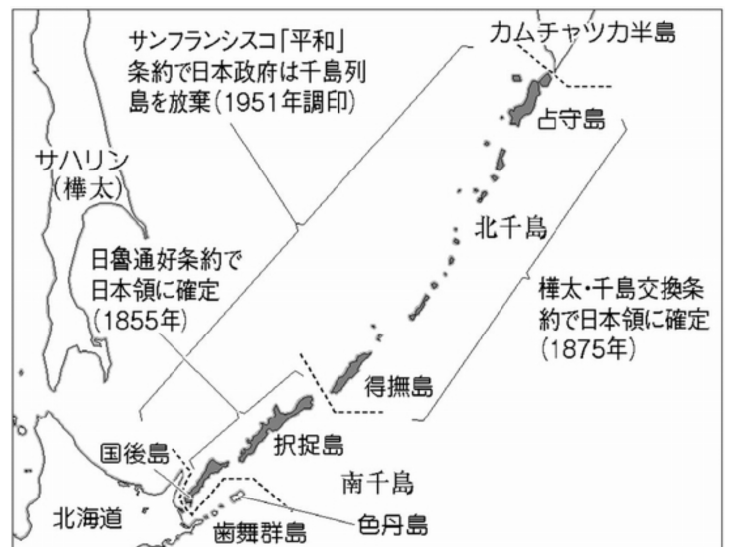 サンフランシスコ「平和」
条約で日本政府は千島列
島を放棄(1951年調印)
カムチャツカ半島
占守島
サハリン
(樺太)
北千島
日魯通好条約で
日本領に確定
(1855年)
樺太・千島交換条
約で日本領に確定
(1875年)
得撫島
国後島
択捉島
南千島
北海道
歯舞群島
色丹島